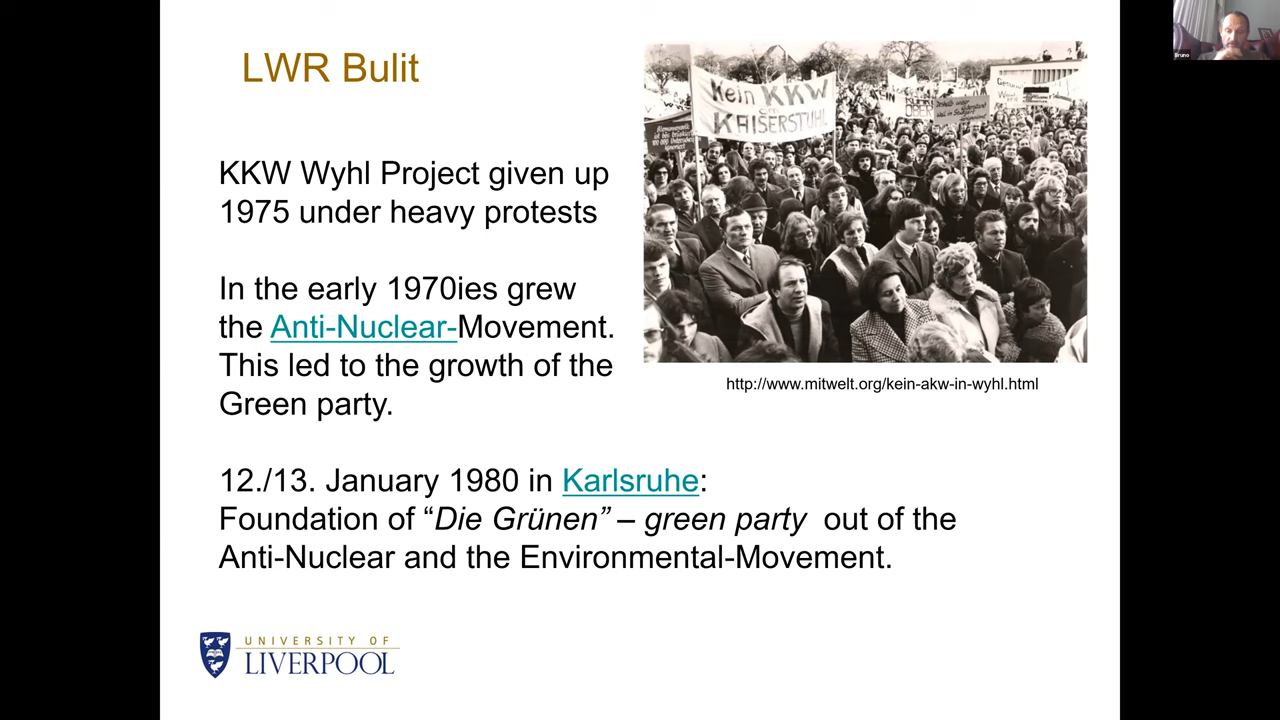 LWR Bulit
Bruno
Kein KKW
am
KAISERSTUHL
KKW Wyhl Project given up
1975 under heavy protests
In the early 1970ies grew
the Anti-Nuclear-Movement.
This led to the growth of the
Green party.
http://www.mitwelt.org/kein-akw-in-wyhl.html
12./13. January 1980 in Karlsruhe:
Foundation of “Die Grünen” – green party out of the
Anti-Nuclear and the Environmental-Movement.
UNIVERSITY OF
LIVERPOOL